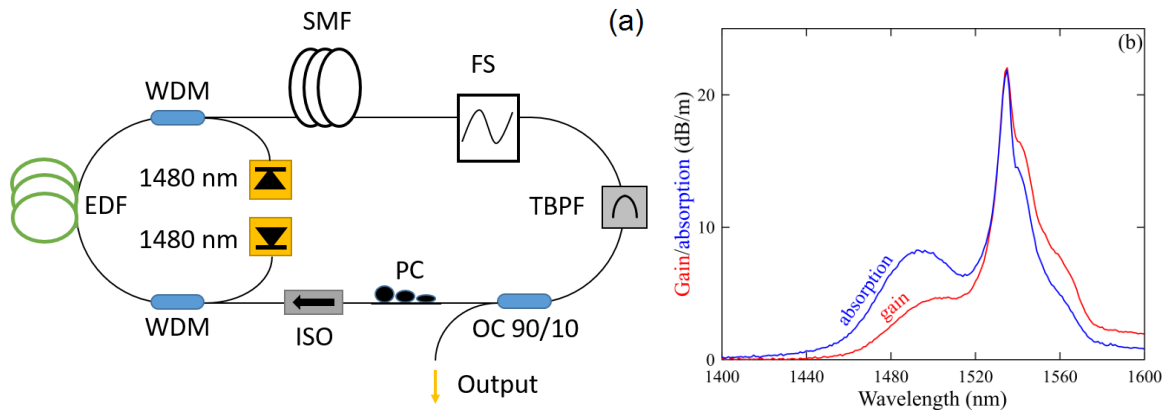 (a)
SMF
FS
WDM
1480 nm
EDF
TBPF
1480 nm
PC
WDM
ISO
OC 90/10
Output
(b)
Gain/absorption (dB/m)
20
10
0
absorption
gain
1400 1440 1480 1520 1560 1600
Wavelength (nm)